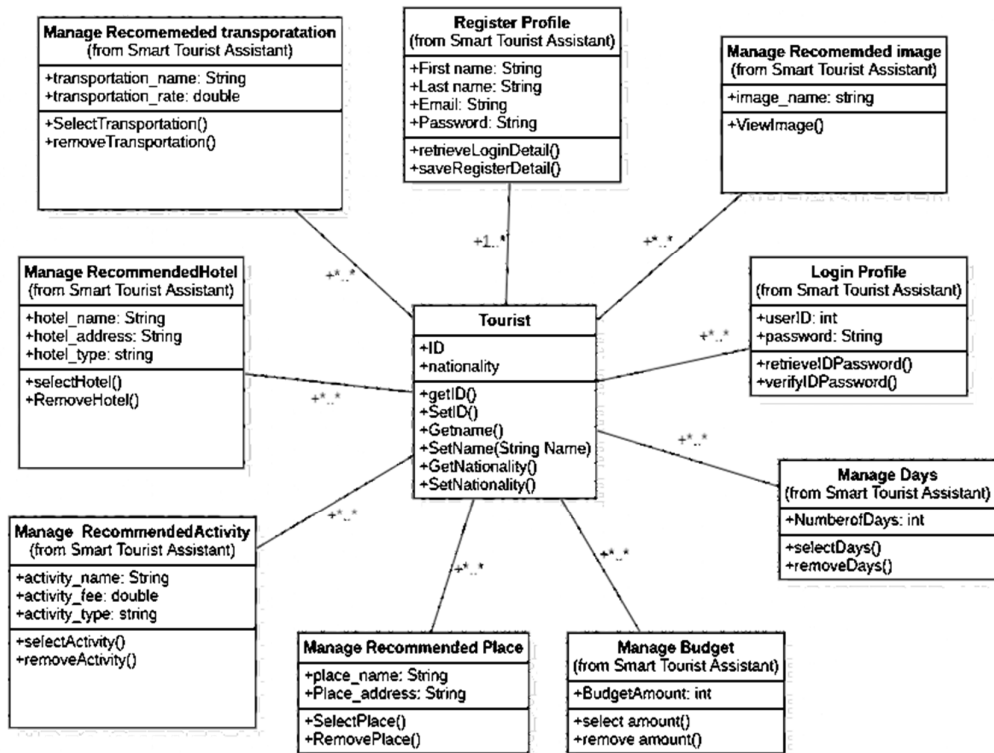 Manage Recomemeded transporatation
(from Smart Tourist Assistant)
+transportation_name: String
+transportation_rate: double
+SelectTransportation()
+removeTransportation()
Register Profile
(from Smart Tourist Assistant)
+First name: String
+Last name: String
+Email: String
+Password: String
+retrieveLoginDetail()
+saveRegisterDetail()
Manage Recomemded image
(from Smart Tourist Assistant)
+image_name: string
+ViewImage()
+*..*
+1..*
+*..*
Manage RecommendedHotel
(from Smart Tourist Assistant)
+hotel_name: String
+hotel_address: String
+hotel_type: string
+selectHotel()
+RemoveHotel()
+*..*
Tourist
+ID
+nationality
+getID()
+SetID()
+Getname()
+SetName(String Name)
+GetNationality()
+SetNationality()
+*..*
Login Profile
(from Smart Tourist Assistant)
+userID: int
+password: String
+retrieveIDPassword()
+verifyIDPassword()
+*..*
Manage Days
(from Smart Tourist Assistant)
+NumberofDays: int
+selectDays()
+removeDays()
Manage RecommendedActivity
(from Smart Tourist Assistant)
+activity_name: String
+activity_fee: double
+activity_type: string
+selectActivity()
+removeActivity()
+*..*
+*..*
+*..*
Manage Recommended Place
+place_name: String
+Place_address: String
+SelectPlace()
+RemovePlace()
Manage Budget
(from Smart Tourist Assistant)
+BudgetAmount: int
+select amount()
+remove amount()